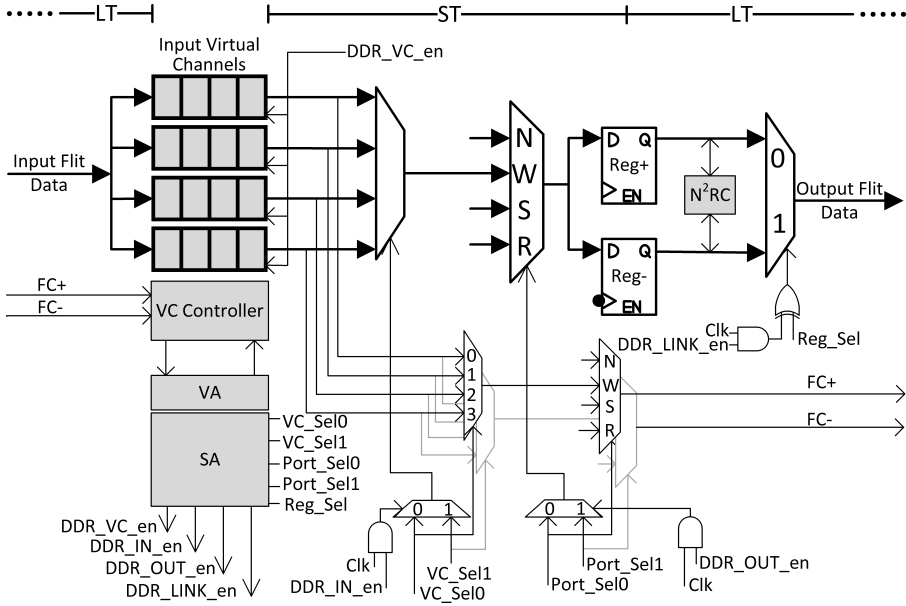 LT ST LT
Input Virtual
Channels
DDR_VC_en
Input Flit
Data
N
W
S
R
D Q
Reg+
EN
D Q
Reg-
EN
N²RC
0
1
Output Flit
Data
FC+
FC-
VC Controller
VA
SA
VC_Sel0
VC_Sel1
Port_Sel0
Port_Sel1
Reg_Sel
DDR_VC_en
DDR_IN_en
DDR_OUT_en
DDR_LINK_en
0
1
2
3
N
W
S
R
Clk
DDR_LINK_en
Reg_Sel
FC+
FC-
0 1
Clk
DDR_IN_en
VC_Sel1
VC_Sel0
0 1
Port_Sel1
Port_Sel0
DDR_OUT_en
Clk